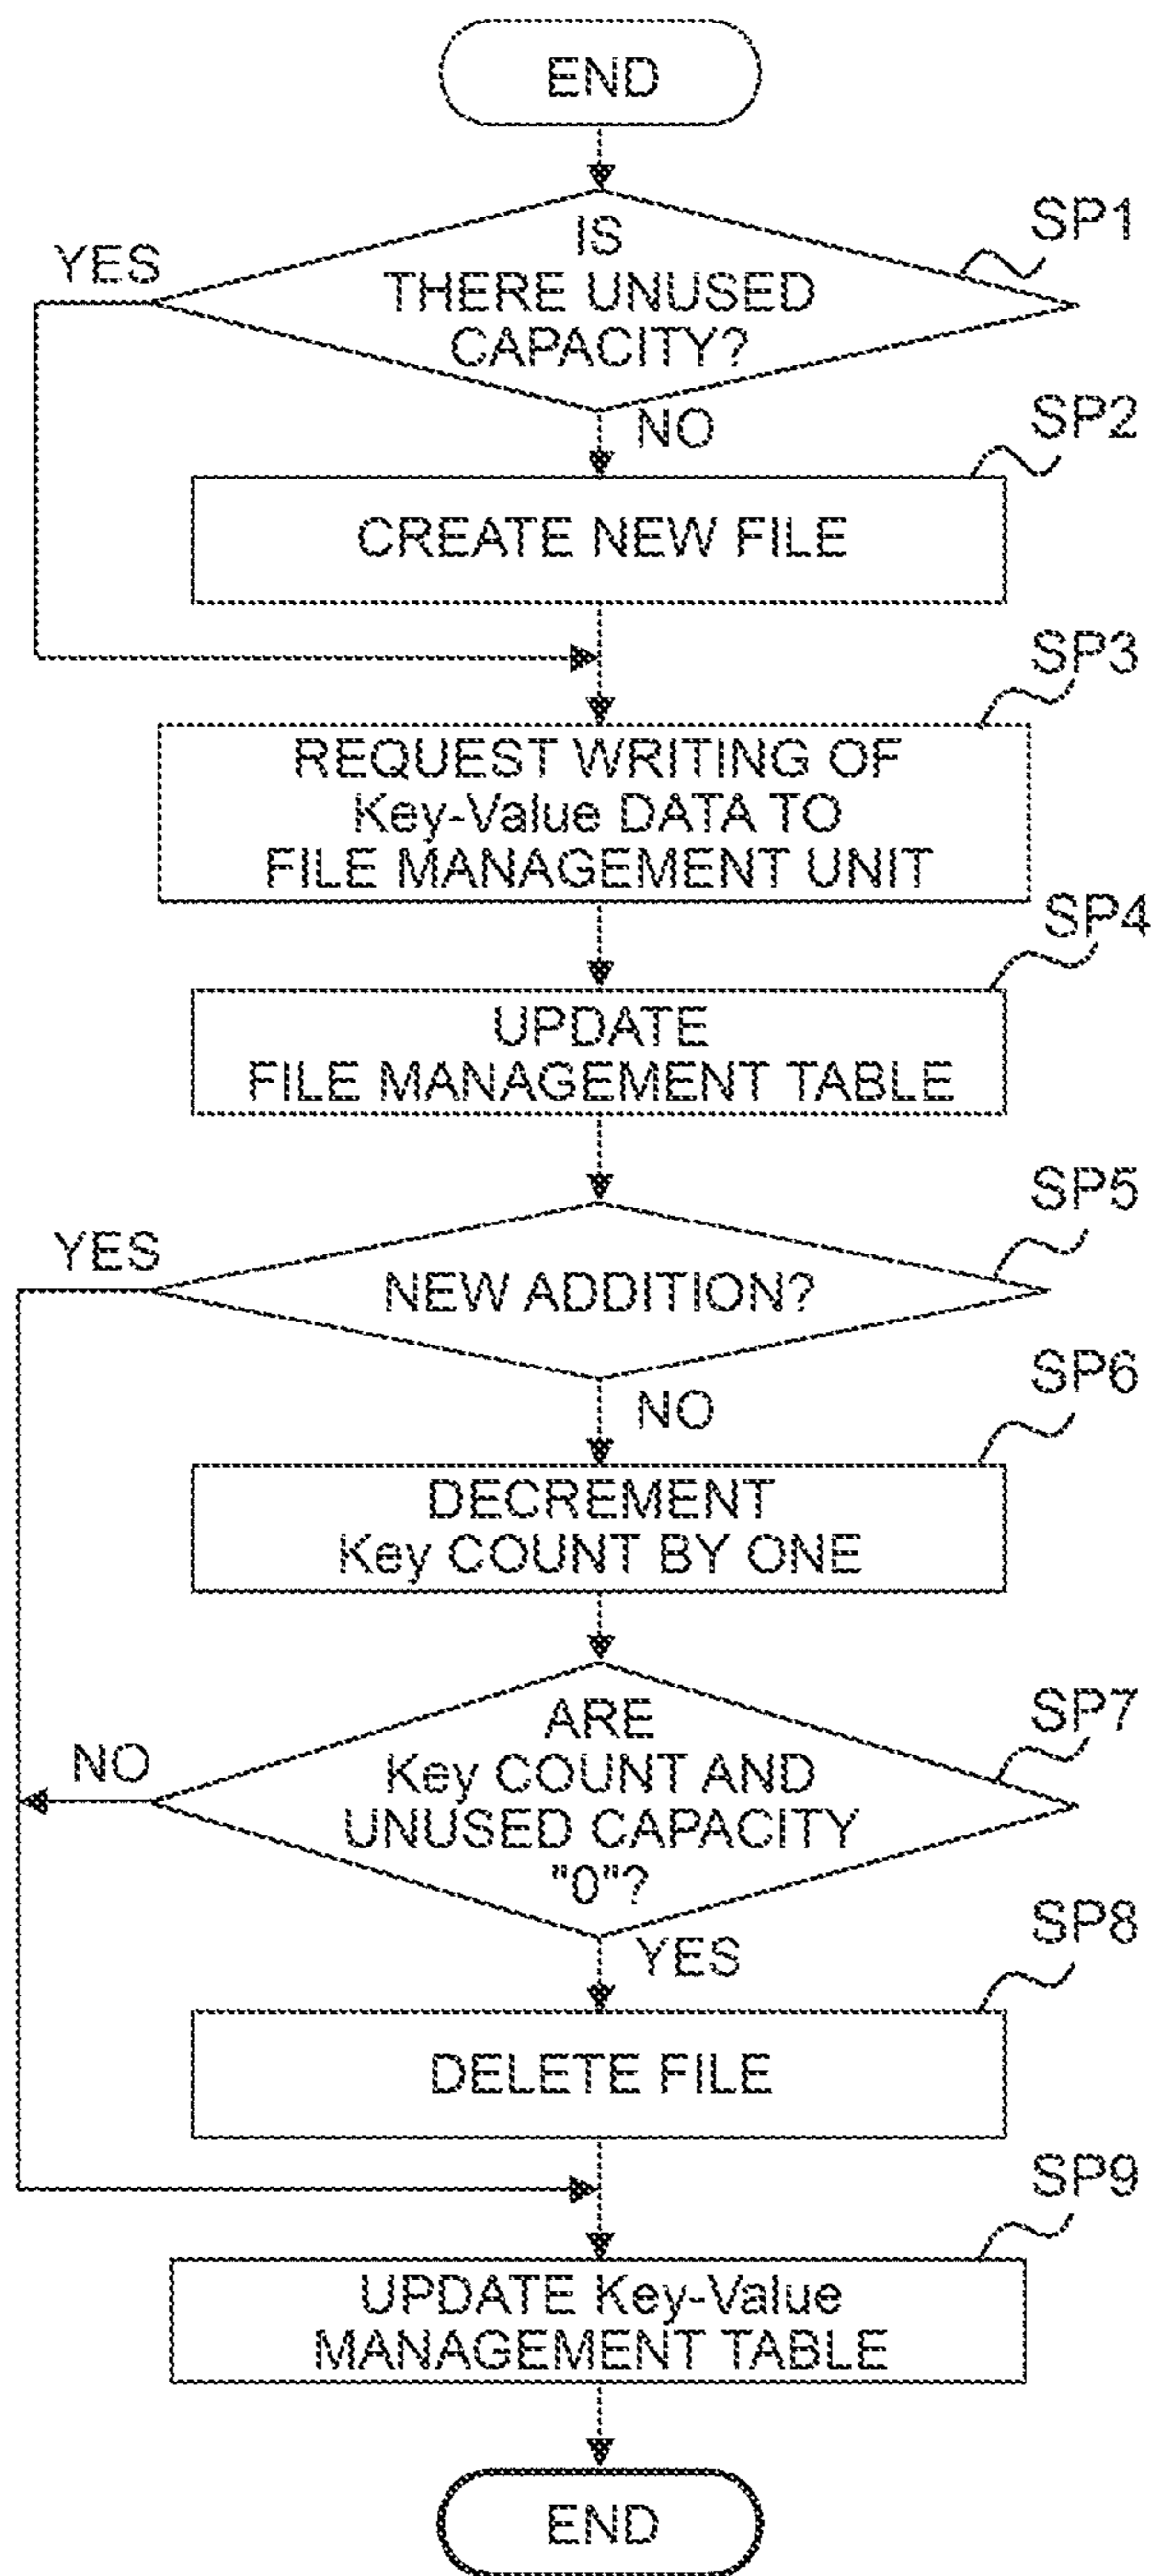 END
IS
THERE UNUSED
CAPACITY?
YES
SP1
NO
SP2
CREATE NEW FILE
SP3
REQUEST WRITING OF
Key-Value DATA TO
FILE MANAGEMENT UNIT
SP4
UPDATE
FILE MANAGEMENT TABLE
SP5
YES
NEW ADDITION?
NO
SP6
DECREMENT
Key COUNT BY ONE
SP7
NO
ARE
Key COUNT AND
UNUSED CAPACITY
"0"?
YES
SP8
DELETE FILE
SP9
UPDATE Key-Value
MANAGEMENT TABLE
END